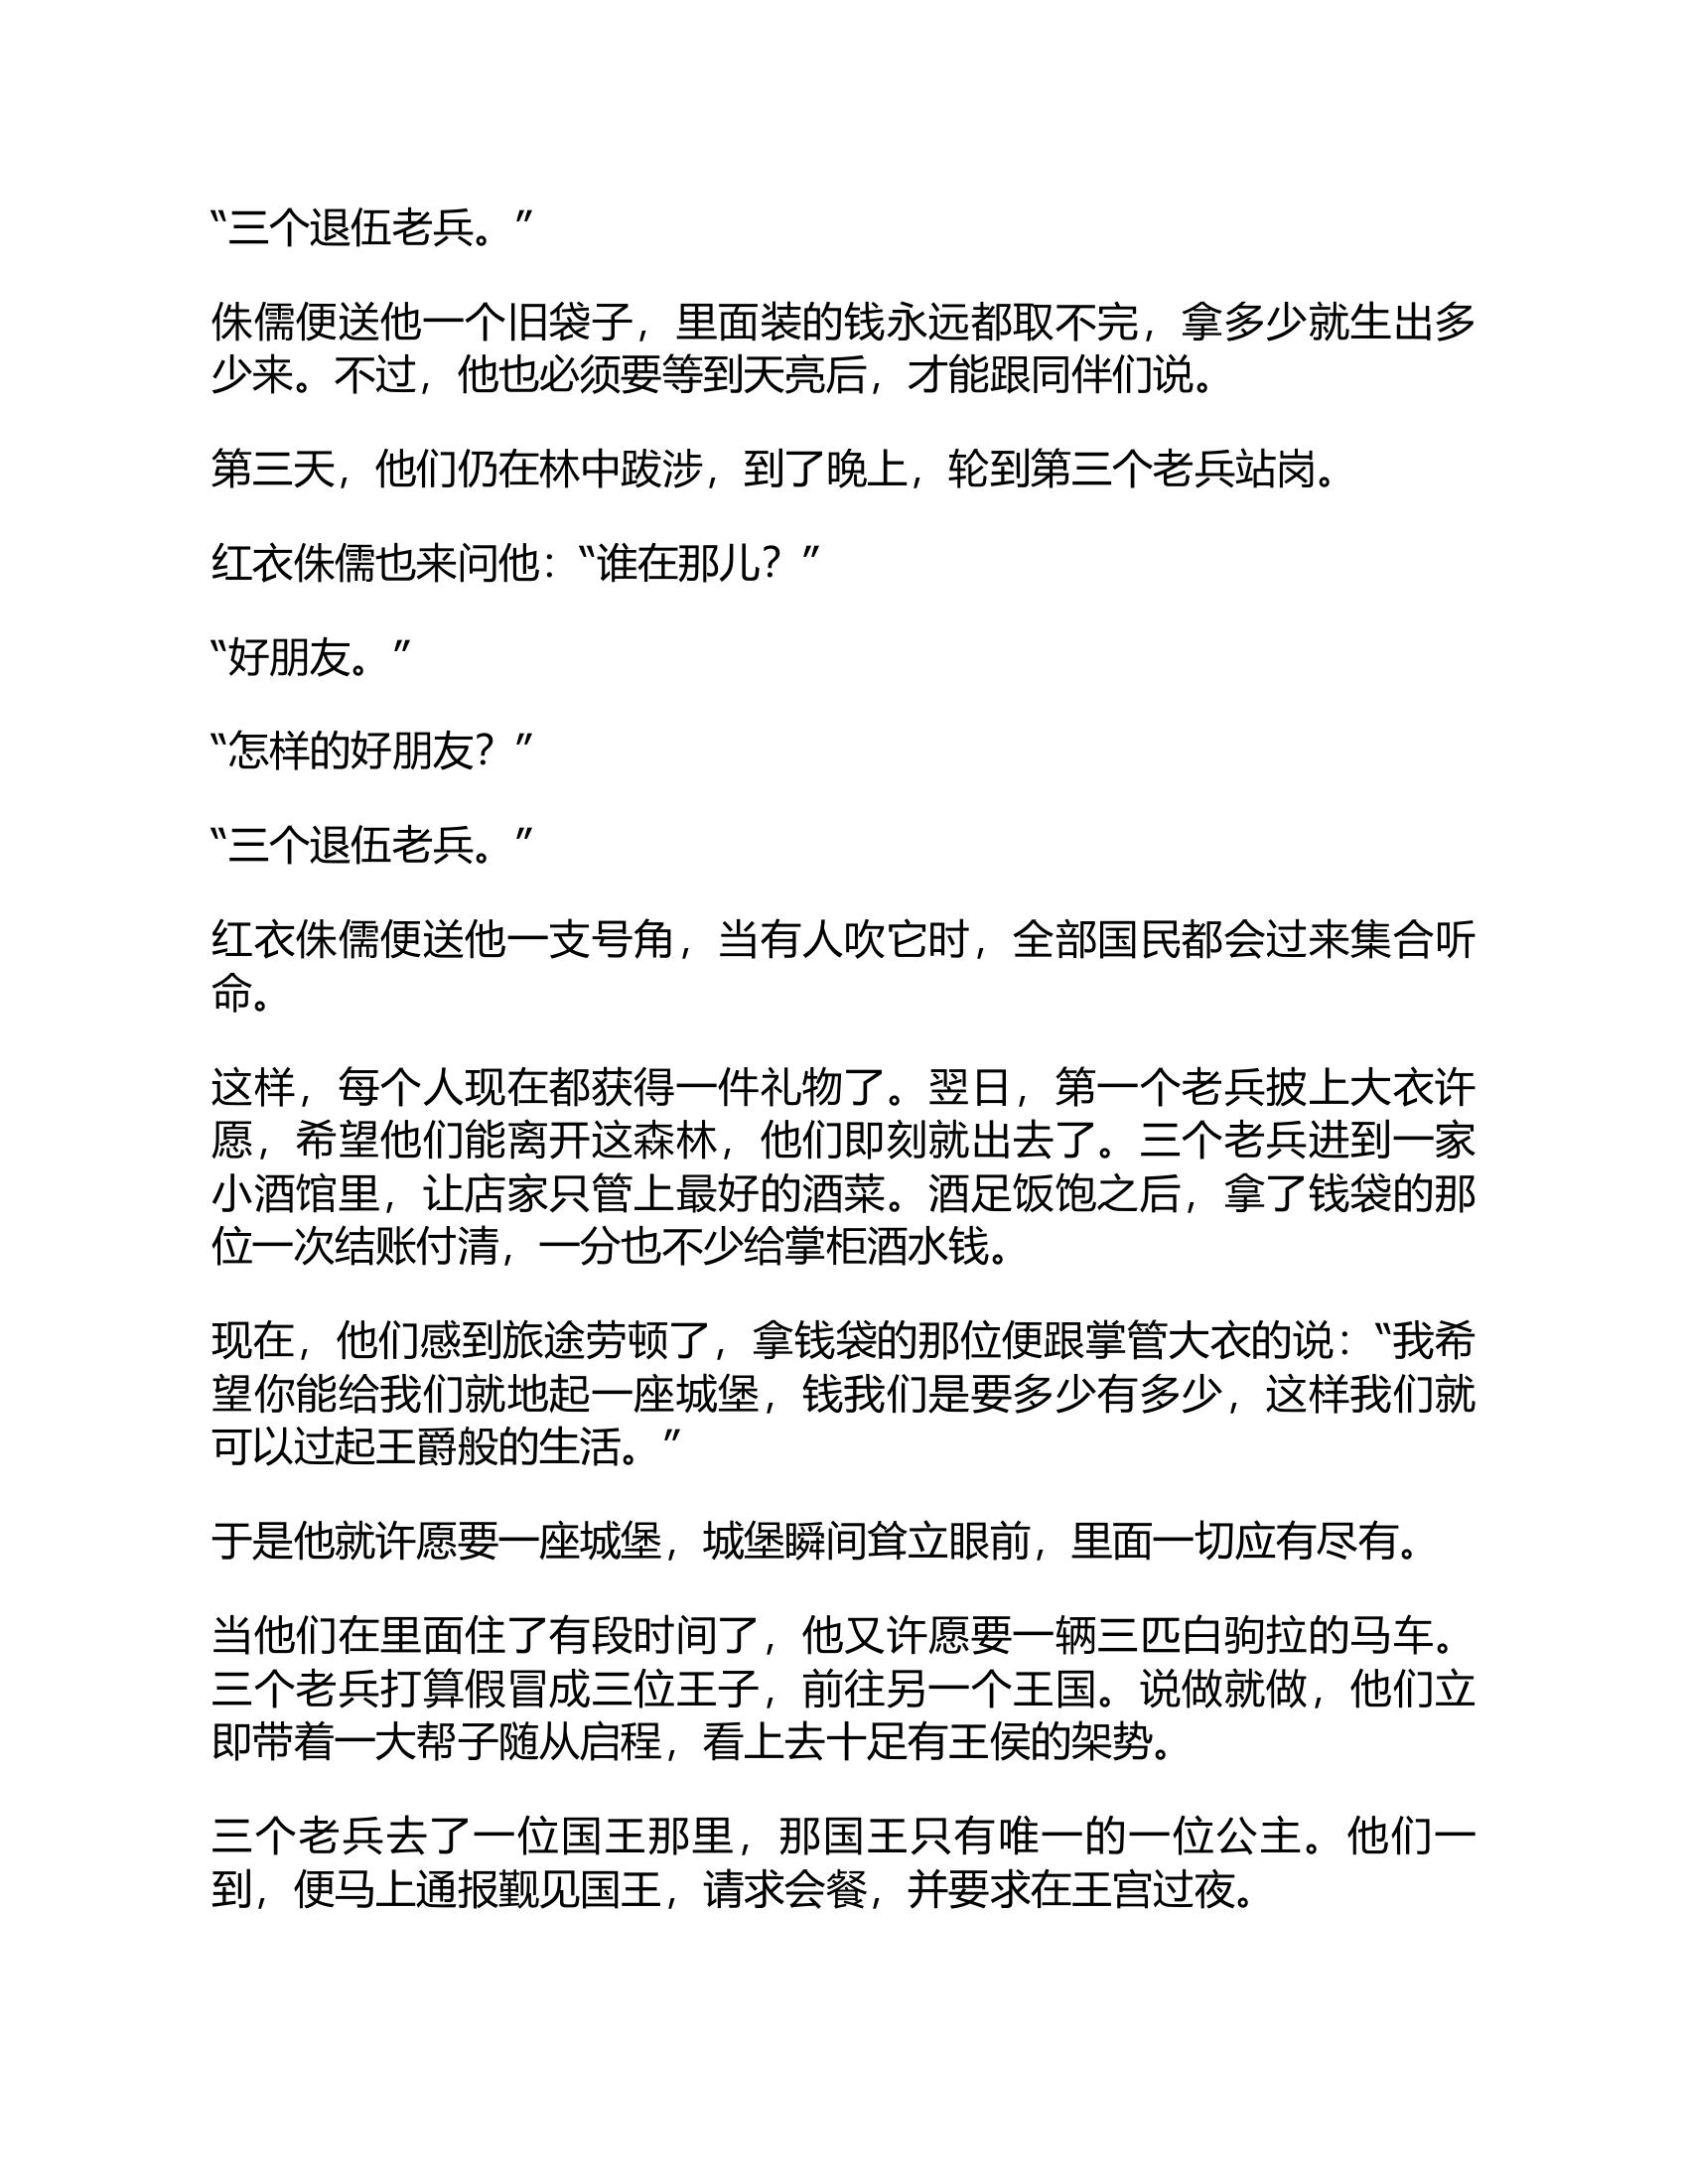 “三个退伍老兵。”
侏儒便送他一个旧袋子，里面装的钱永远都取不完，拿多少就生出多
少来。不过，他也必须要等到天亮后，才能跟同伴们说。
第三天，他们仍在林中跋涉，到了晚上，轮到第三个老兵站岗。
红衣侏儒也来问他：“谁在那儿？”
“好朋友。”
“怎样的好朋友？”
“三个退伍老兵。”
红衣侏儒便送他一支号角，当有人吹它时，全部国民都会过来集合听
命。
这样，每个人现在都获得一件礼物了。翌日，第一个老兵披上大衣许
愿，希望他们能离开这森林，他们即刻就出去了。三个老兵进到一家
小酒馆里，让店家只管上最好的酒菜。酒足饭饱之后，拿了钱袋的那
位一次结账付清，一分也不少给掌柜酒水钱。
现在，他们感到旅途劳顿了，拿钱袋的那位便跟掌管大衣的说：“我希
望你能给我们就地起一座城堡，钱我们是要多少有多少，这样我们就
可以过起王爵般的生活。”
于是他就许愿要一座城堡，城堡瞬间耸立眼前，里面一切应有尽有。
当他们在里面住了有段时间了，他又许愿要一辆三匹白驹拉的马车。
三个老兵打算假冒成三位王子，前往另一个王国。说做就做，他们立
即带着一大帮子随从启程，看上去十足有王侯的架势。
三个老兵去了一位国王那里，那国王只有唯一的一位公主。他们一
到，便马上通报觐见国王，请求会餐，并要求在王宫过夜。